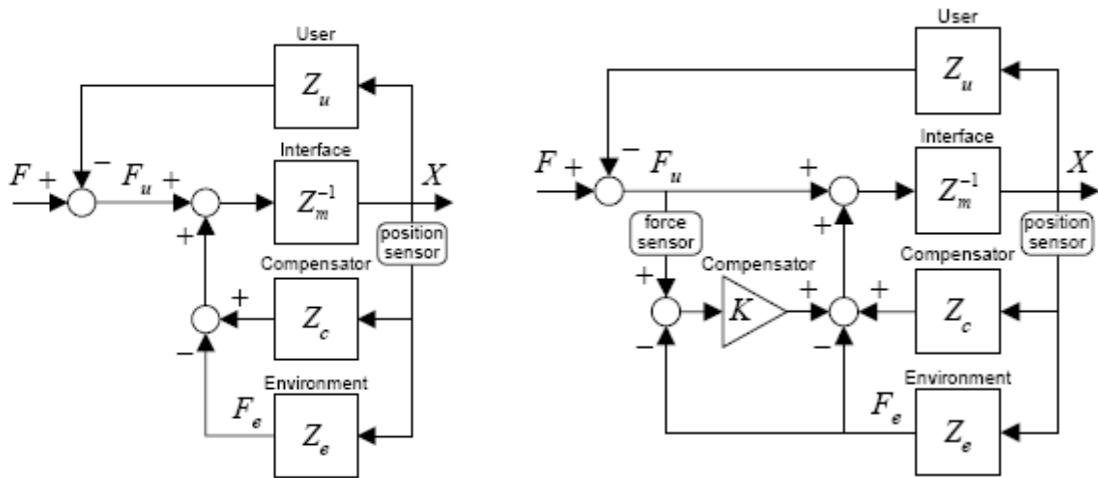 User
Z_u
Interface
F + − F_u + Z_m^{-1} X
+
position
sensor
Compensator
+ Z_c
−
Environment
F_e Z_e
User
Z_u
Interface
F + − F_u + Z_m^{-1} X
+
force
sensor
position
sensor
Compensator
Compensator
+ K + + Z_c
− −
Environment
F_e Z_e